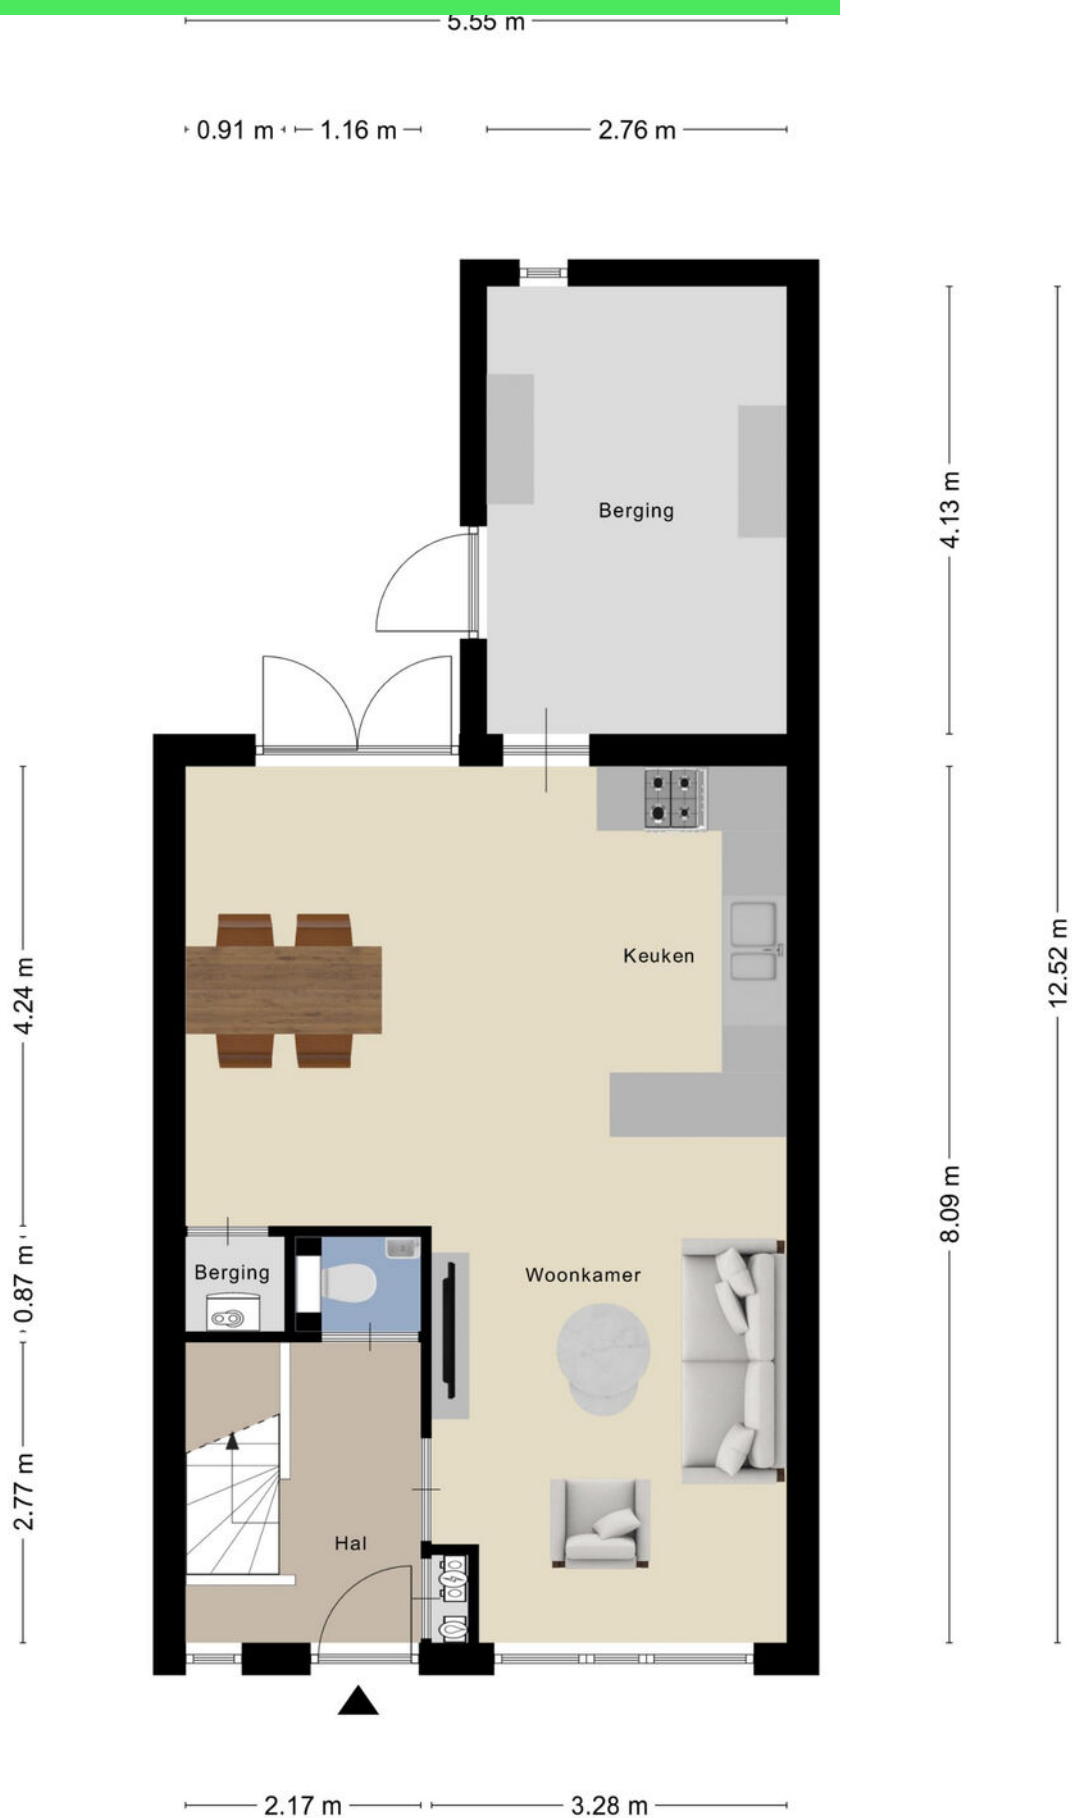 5.55 m
0.91 m
1.16 m
2.76 m
Berging
4.13 m
12.52 m
4.24 m
Keuken
8.09 m
0.87 m
Berging
Woonkamer
2.77 m
Hal
2.17 m
3.28 m